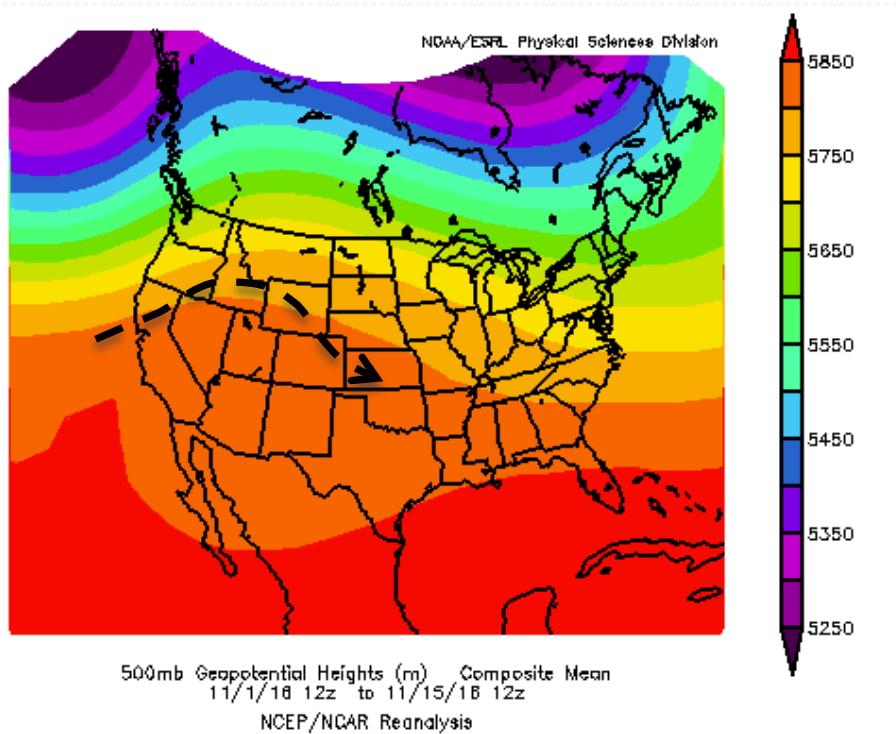 NOAA/ESRL Physical Sciences Division
5850
5750
5650
5550
5450
5350
5250
500mb Geopotential Heights (m) Composite Mean
11/1/16 12z to 11/15/16 12z
NCEP/NCAR Reanalysis